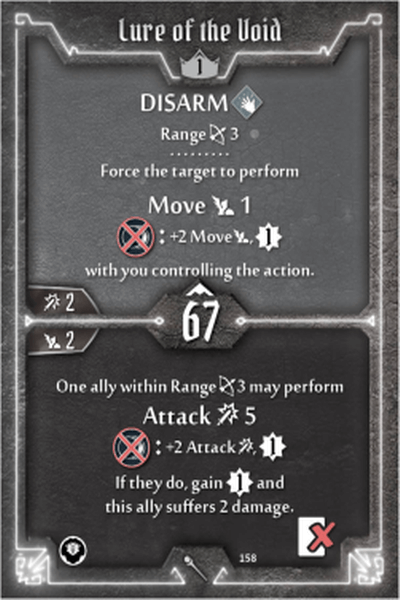 Lure of the Void
1
DISARM
Range 3
Force the target to perform
Move 1
: +2 Move, 1
with you controlling the action.
2
67
2
One ally within Range 3 may perform
Attack 5
: +2 Attack, 1
If they do, gain 1 and
this ally suffers 2 damage.
158